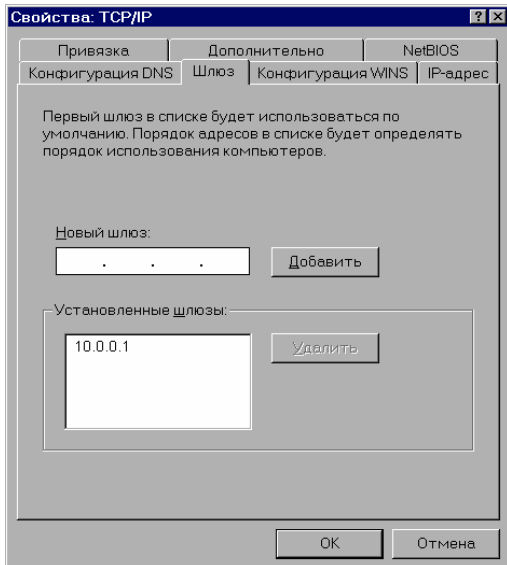 Свойства: TCP/IP
Привязка Дополнительно NetBIOS
Конфигурация DNS Шлюз Конфигурация WINS IP-адрес
Первый шлюз в списке будет использоваться по
умолчанию. Порядок адресов в списке будет определять
порядок использования компьютеров.
Новый шлюз:
. . . Добавить
Установленные шлюзы:
10.0.0.1 Удалить
OK Отмена